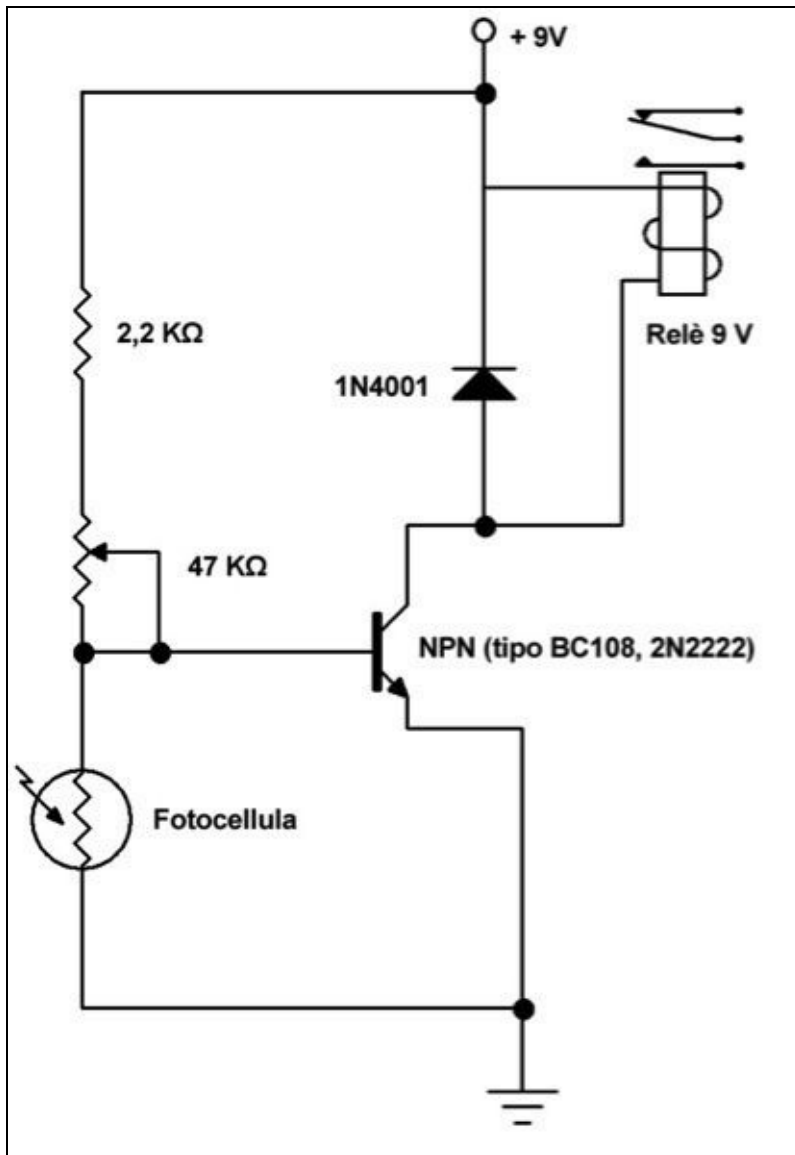 + 9V
2,2 KΩ
Relè 9 V
1N4001
47 KΩ
NPN (tipo BC108, 2N2222)
Fotocellula